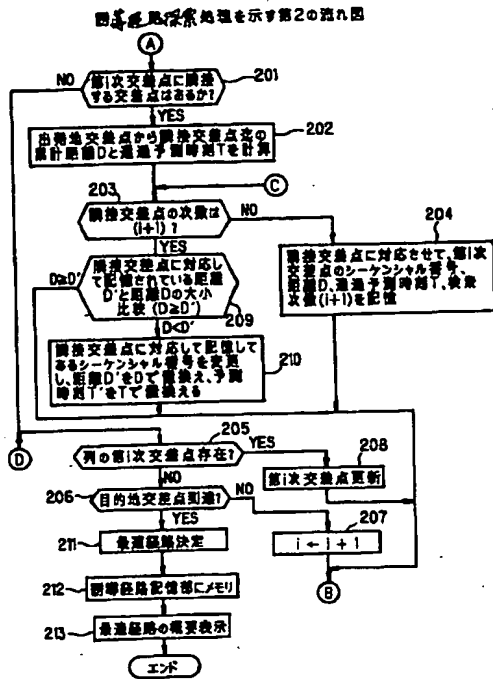 誘導経路探索処理を示す第2の流れ図
A
第i次交差点に隣接
する交差点はあるか?
201
NO
YES
出発地交差点から隣接交差点迄の
累計距離Dと通過予測時刻Tを計算
202
C
203
隣接交差点の次数は
(i+1)?
NO
YES
204
隣接交差点に対応させて、第i次
交差点のシーケンシャル番号、
距離D、通過予測時刻T、検索
次数(i+1)を記憶
隣接交差点に対応し
て記憶されている距離
D'と距離Dの大小
比較(D≧D')
D≧D'
209
D<D'
隣接交差点に対応して記憶して
あるシーケンシャル番号を変更
し、距離D'をDで置換え、予測
時刻T'をTで置換える
210
D
205
列の第i次交差点存在?
YES
208
第i次交差点更新
NO
206
目的地交差点到達?
NO
207
i←i+1
YES
211
最適経路決定
B
212
誘導経路記憶部にメモリ
213
最適経路の概要表示
エンド